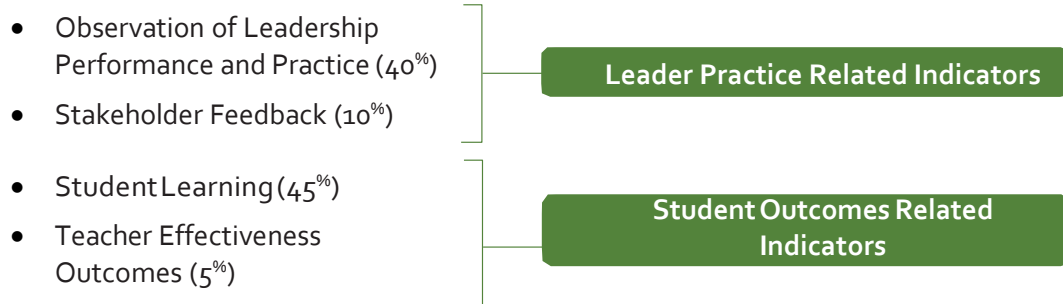 • Observation of Leadership
Performance and Practice (40%)
• Stakeholder Feedback (10%)
Leader Practice Related Indicators
• Student Learning (45%)
• Teacher Effectiveness
Outcomes (5%)
Student Outcomes Related
Indicators